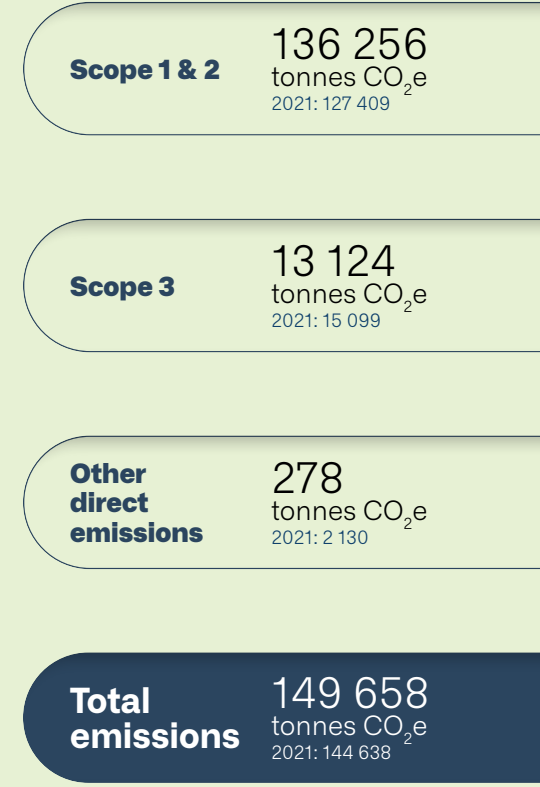 Scope 1 & 2
136 256
tonnes CO₂e
2021: 127 409
Scope 3
13 124
tonnes CO₂e
2021: 15 099
Other
direct
emissions
278
tonnes CO₂e
2021: 2 130
Total
emissions
149 658
tonnes CO₂e
2021: 144 638